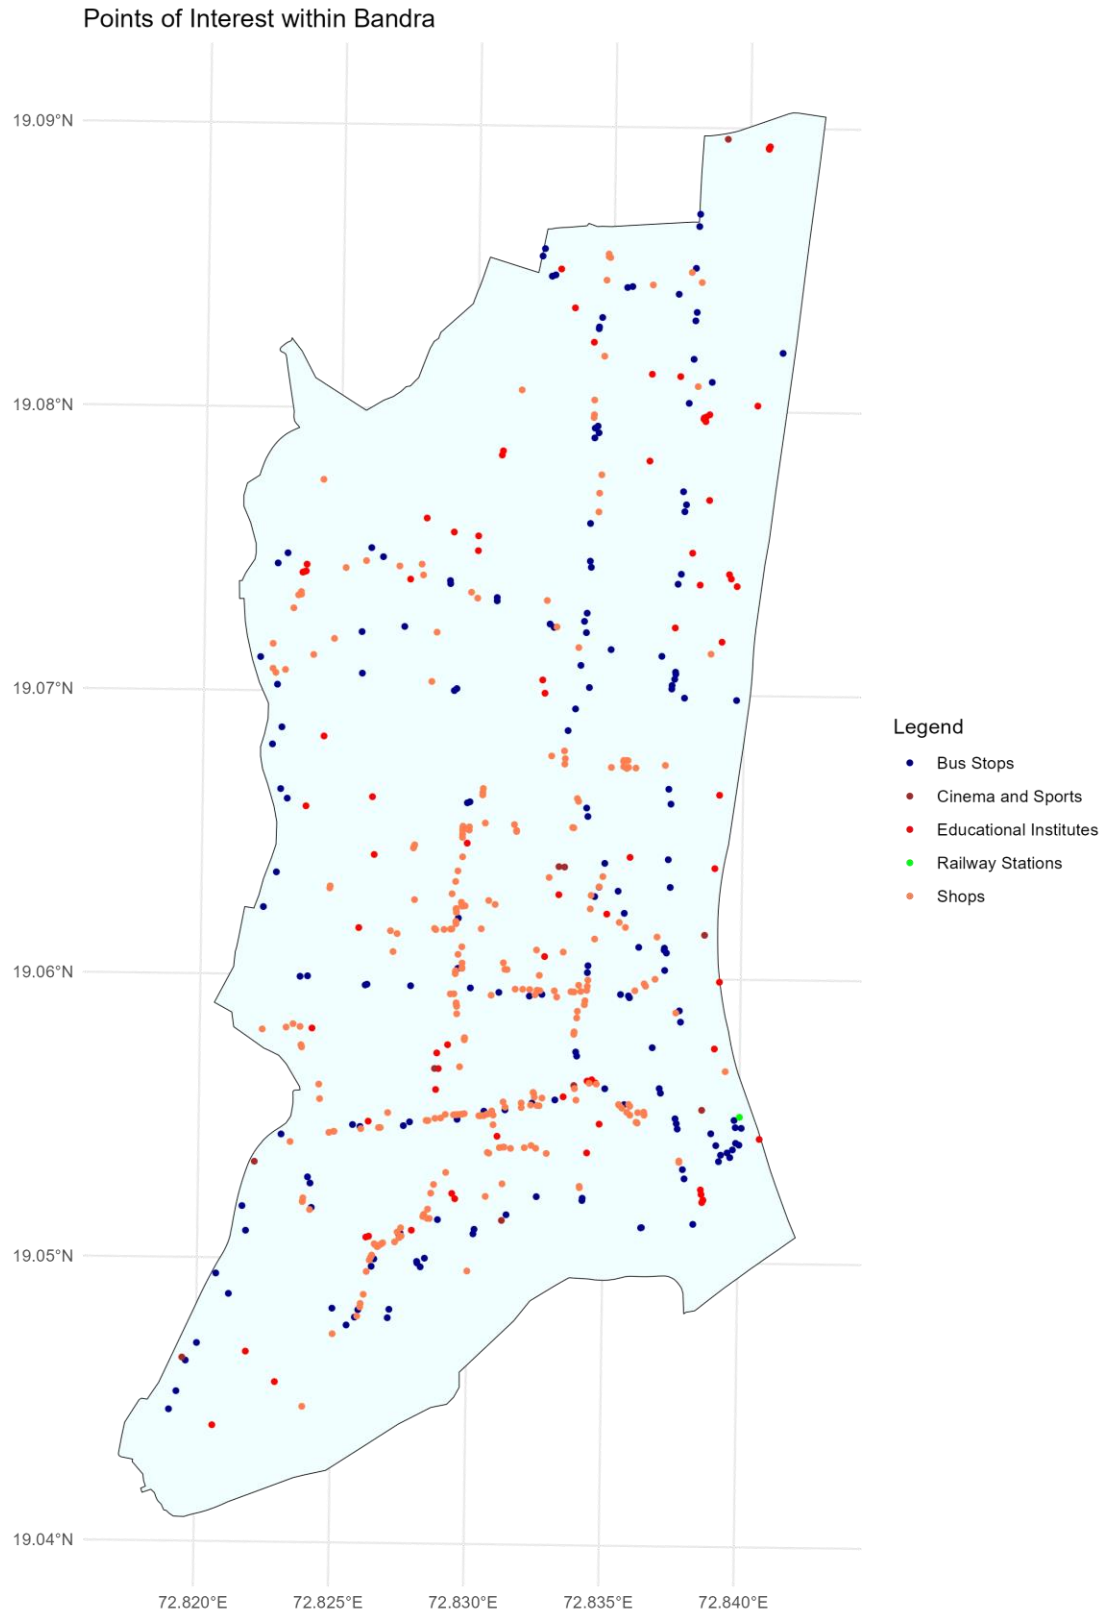 Points of Interest within Bandra
19.09°N
19.08°N
19.07°N
19.06°N
19.05°N
19.04°N
72.820°E 72.825°E 72.830°E 72.835°E 72.840°E
Legend
Bus Stops
Cinema and Sports
Educational Institutes
Railway Stations
Shops